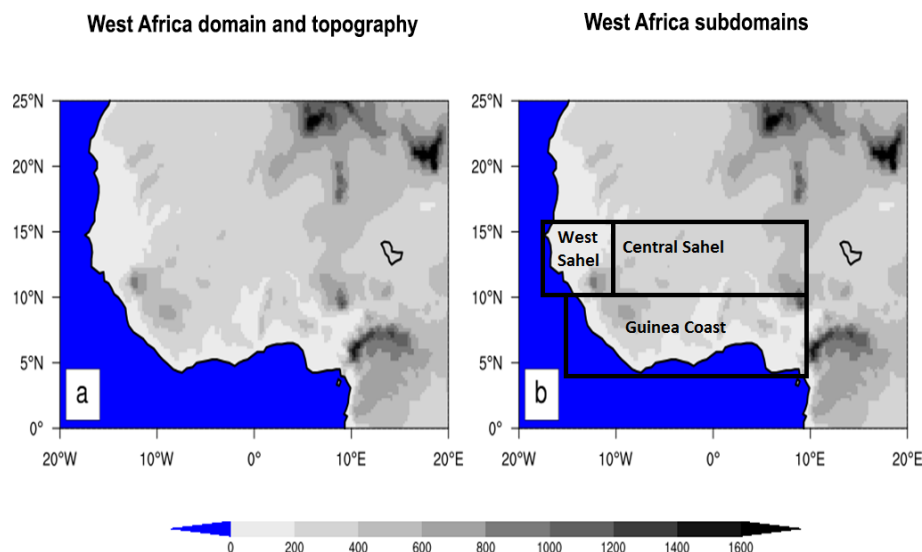 West Africa domain and topography
West Africa subdomains
25°N
20°N
15°N
10°N
5°N
0°
20°W
10°W
0°
10°E
20°E
a
25°N
20°N
15°N
10°N
5°N
0°
20°W
10°W
0°
10°E
20°E
West
Sahel
Central Sahel
Guinea Coast
b
0 200 400 600 800 1000 1200 1400 1600